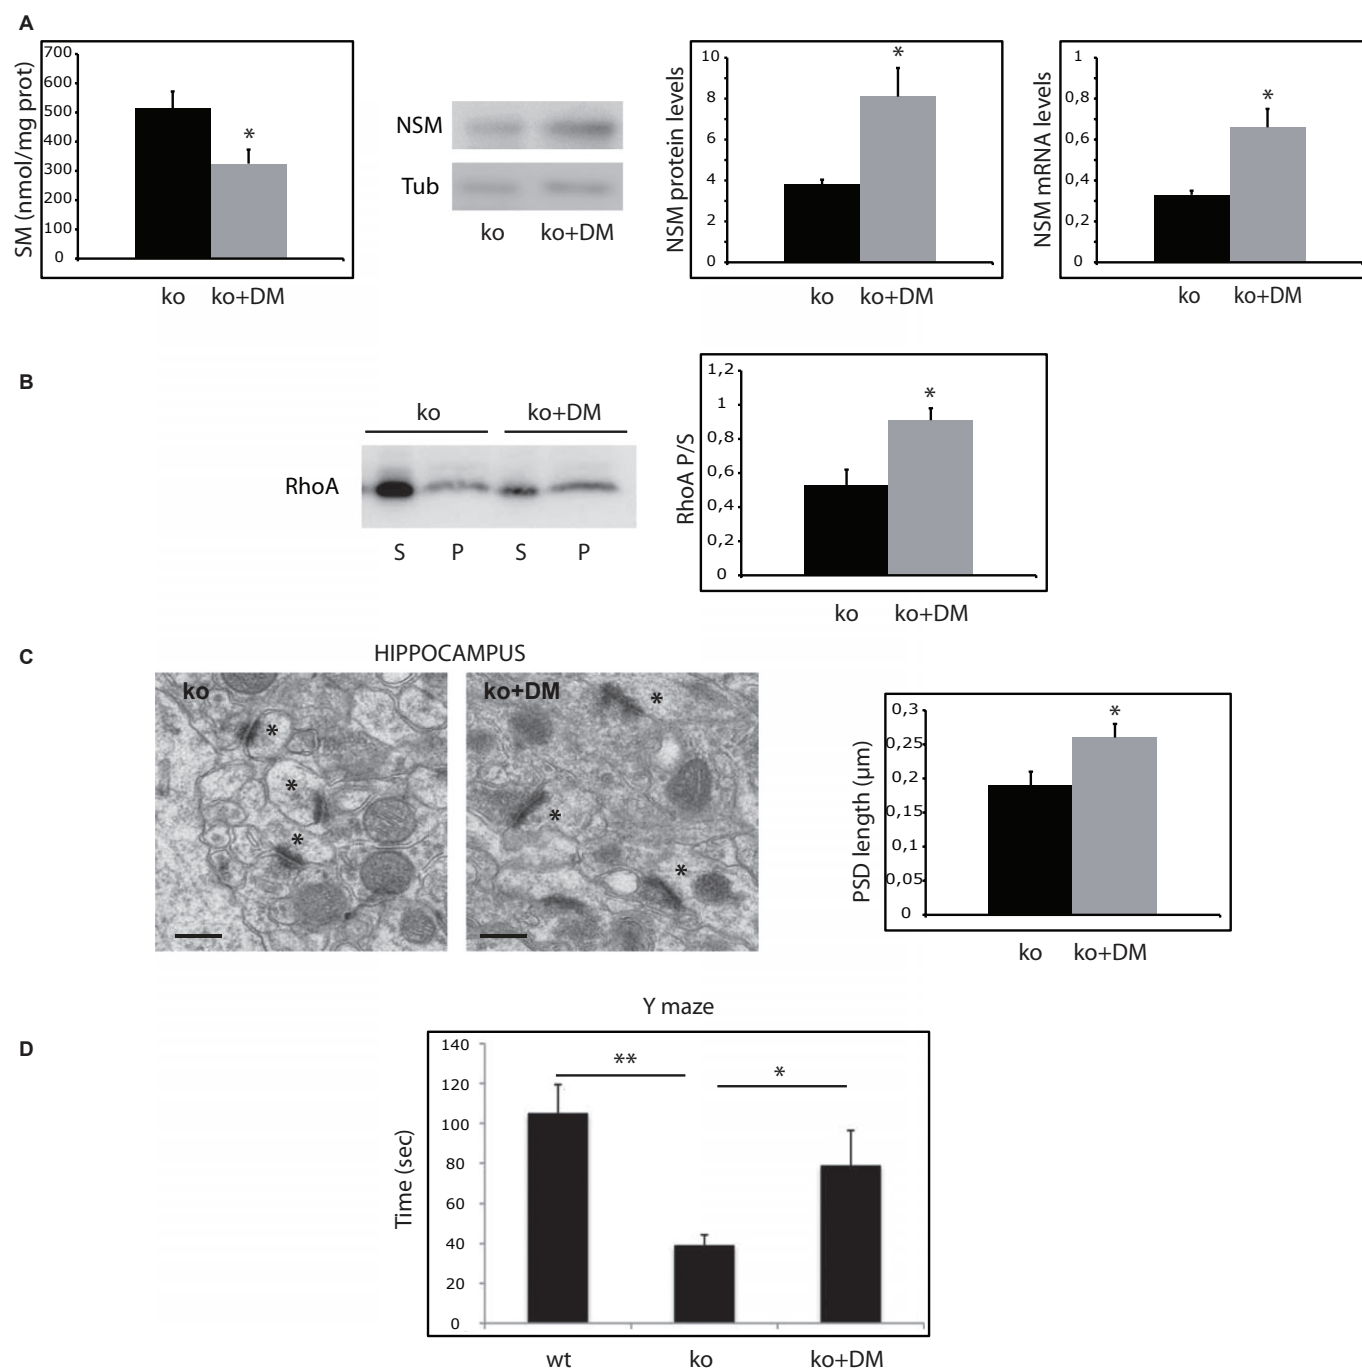 A
700
600
500
400
300
200
100
0
SM (nmol/mg prot)
*
ko ko+DM
NSM
Tub
ko ko+DM
10
8
6
4
2
0
NSM protein levels
*
ko ko+DM
1
0,8
0,6
0,4
0,2
0
NSM mRNA levels
*
ko ko+DM
B
ko ko+DM
RhoA
S P S P
1,2
1
0,8
0,6
0,4
0,2
0
RhoA P/S
*
ko ko+DM
C
HIPPOCAMPUS
ko
*
*
*
ko+DM
*
*
*
0,3
0,25
0,2
0,15
0,1
0,05
0
PSD length (µm)
*
ko ko+DM
D
Y maze
140
120
100
80
60
40
20
0
Time (sec)
**
*
wt ko ko+DM